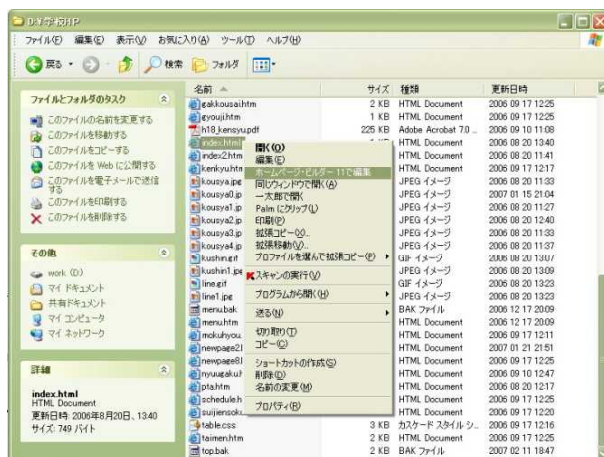 D:¥学校HP
ファイル(F) 編集(E) 表示(V) お気に入り(A) ツール(T) ヘルプ(H)
戻る 検索 フォルダ
ファイルとフォルダのタスク
このファイルの名前を変更する
このファイルを移動する
このファイルをコピーする
このファイルを Web に公開する
このファイルを電子メールで送信する
このファイルを印刷する
このファイルを削除する
その他
work (D:)
マイ ドキュメント
共有ドキュメント
マイ コンピュータ
マイ ネットワーク
詳細
index.html
HTML Document
更新日時: 2006年8月20日、13:40
サイズ: 749 バイト
名前 サイズ 種類 更新日時
gakkousai.htm 2 KB HTML Document 2006 09 17 12:25
gyouji.htm 1 KB HTML Document 2006 09 17 12:25
h18_kensyu.pdf 225 KB Adobe Acrobat 7.0 ... 2006 09 10 11:08
index.html HTML Document 2006 08 20 13:40
index2.htm HTML Document 2006 08 20 11:41
kenkyu.htm HTML Document 2006 09 17 12:25
kousya.jpg JPEG イメージ 2006 08 20 11:33
kousya0.jp JPEG イメージ 2007 01 15 21:04
kousya1.jp JPEG イメージ 2006 08 20 11:27
kousya2.jp JPEG イメージ 2006 08 20 12:40
kousya3.jp JPEG イメージ 2006 08 20 11:33
kousya4.jp JPEG イメージ 2006 08 20 11:37
kushin.gif GIF イメージ 2006 08 20 13:07
kushin1.jpe JPEG イメージ 2006 08 20 13:09
line.gif GIF イメージ 2006 08 20 13:23
line1.jpg JPEG イメージ 2006 08 20 13:23
menu.bak BAK ファイル 2006 12 17 20:09
menu.htm HTML Document 2006 12 17 20:09
mokuhyou. HTML Document 2006 09 17 12:11
newpage2.l HTML Document 2007 01 21 21:51
newpage8.l HTML Document 2006 09 17 12:25
nyuugaku.h HTML Document 2006 09 10 12:47
pta.htm HTML Document 2006 08 20 12:17
schedule.h HTML Document 2006 09 17 12:25
suijiensoku. HTML Document 2006 09 17 12:20
table.css 3 KB カスケード スタイル シ... 2006 09 17 12:16
taimen.htm 2 KB HTML Document 2006 09 17 12:25
top.bak 2 KB BAK ファイル 2007 02 11 18:47
開く(O)
編集(E)
ホームページ・ビルダー 11で編集
同じウィンドウで開く(A)
一太郎で開く
Palm にクリップ(L)
印刷(P)
拡張コピー(X)...
拡張移動(V)...
プロファイルを選んで拡張コピー(P)
スキャンの実行(V)
プログラムから開く(H)
送る(N)
切り取り(T)
コピー(C)
ショートカットの作成(S)
削除(D)
名前の変更(M)
プロパティ(R)